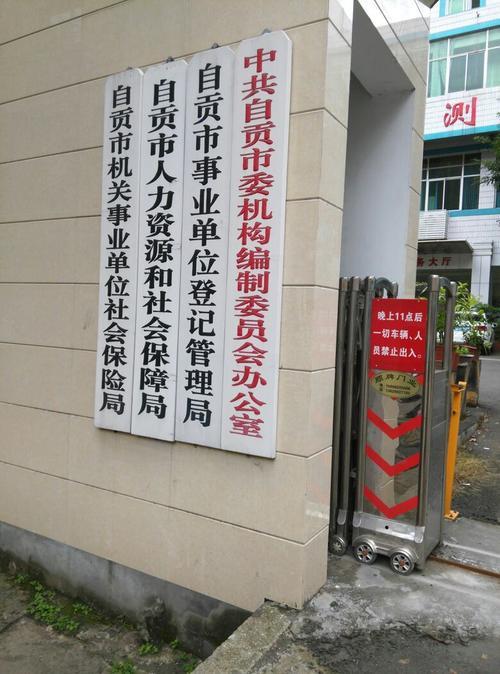 中共自贡市委机构编制委员会办公室
自贡市事业单位登记管理局
自贡市人力资源和社会保障局
自贡市机关事业单位社会保险局
晚上11点后
一切车辆、人
员禁止出入。
测
务大厅